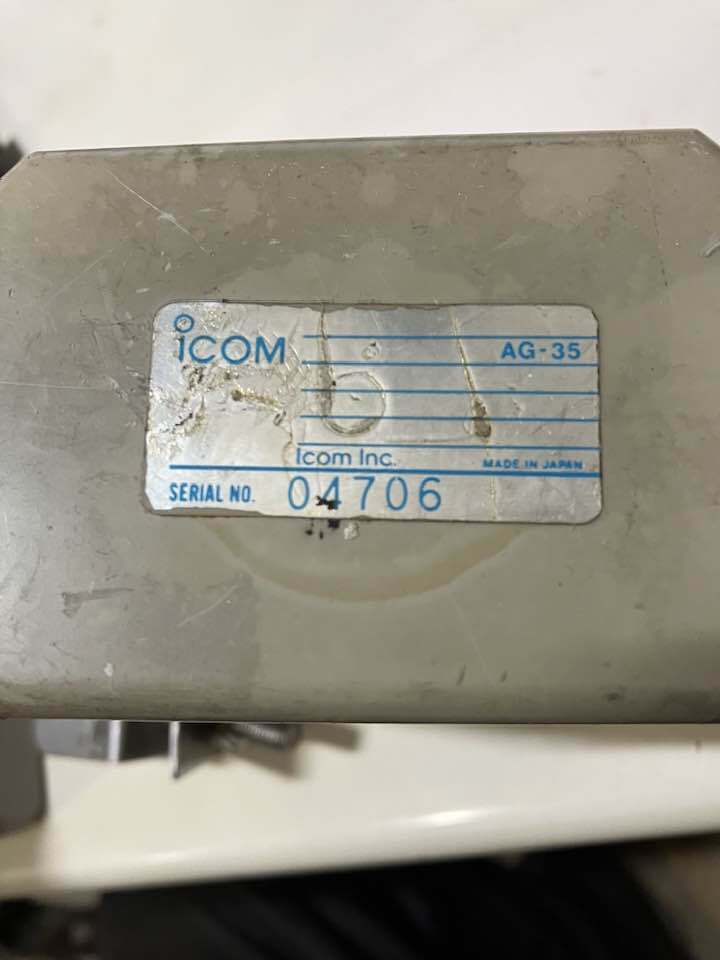 ICOM
AG-35
Icom Inc.
MADE IN JAPAN
SERIAL NO. 04706